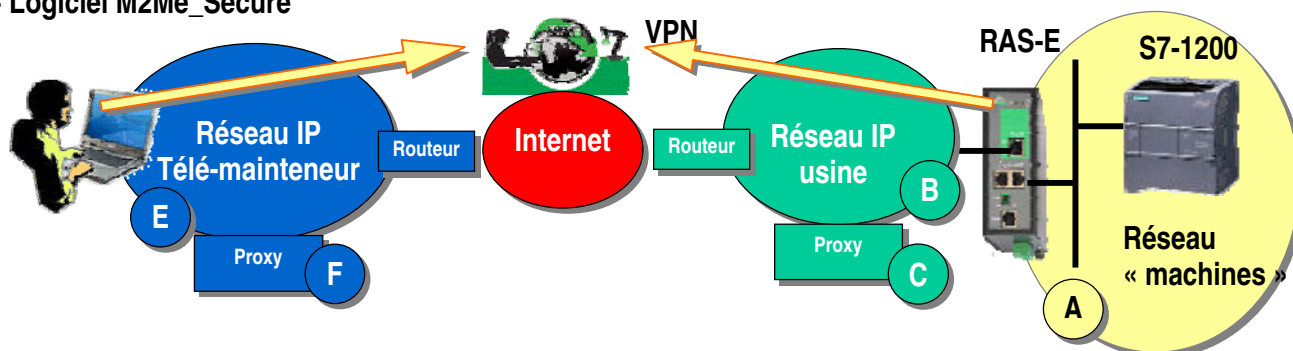 Logiciel M2Me_Secure
VPN
RAS-E
S7-1200
Réseau IP
Télé-mainteneur
Routeur
Internet
Routeur
Réseau IP
usine
B
E
Proxy
F
Proxy
C
Réseau
« machines »
A